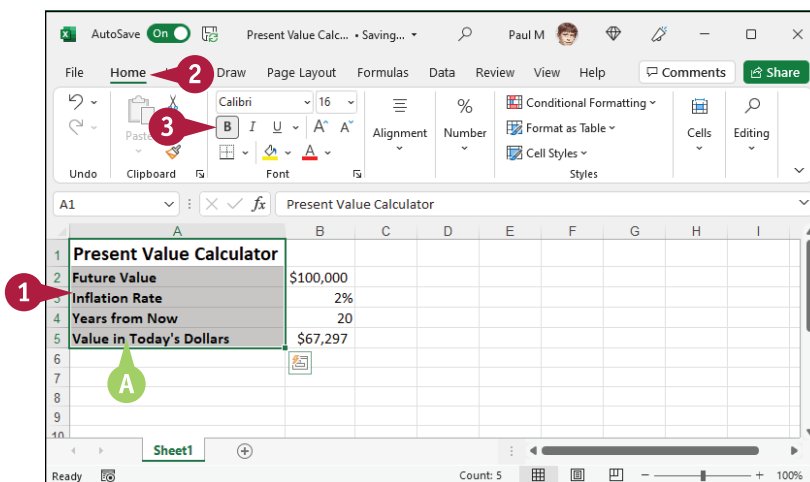 AutoSave On Present Value Calc... • Saving... Paul M
File Home Draw Page Layout Formulas Data Review View Help Comments Share
2
Paste
3
Calibri 16
B I U A A
A
Alignment
%
Number
Conditional Formatting
Format as Table
Cell Styles
Cells
Editing
Undo Clipboard Font Styles
A1 fx Present Value Calculator
A B C D E F G H I
1 Present Value Calculator
2 Future Value $100,000
1
3 Inflation Rate 2%
4 Years from Now 20
5 Value in Today's Dollars $67,297
6
A
7
8
9
10
Sheet1
Ready Count: 5 100%